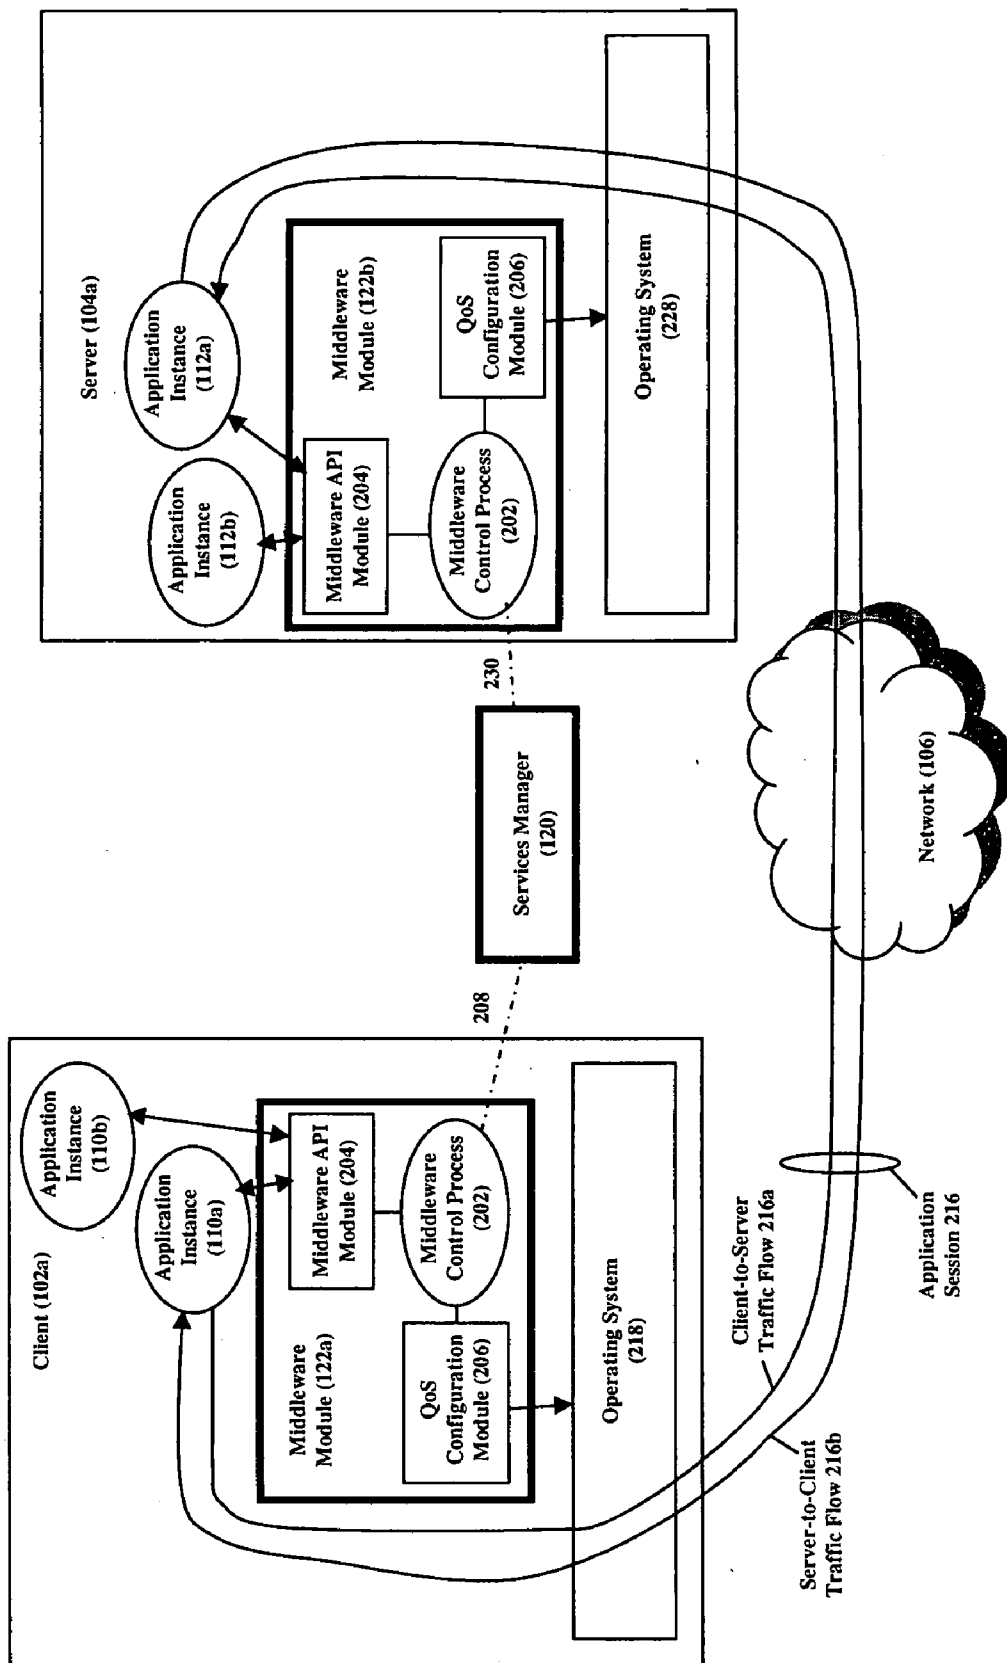 Client (102a)
Application
Instance
(110b)
Application
Instance
(110a)
Middleware
Module (122a)
Middleware API
Module (204)
Middleware
Control Process
(202)
QoS
Configuration
Module (206)
Operating System
(218)
208
Services Manager
(120)
230
Server (104a)
Application
Instance
(112b)
Application
Instance
(112a)
Middleware API
Module (204)
Middleware
Module (122b)
Middleware
Control Process
(202)
QoS
Configuration
Module (206)
Operating System
(228)
Server-to-Client
Traffic Flow 216b
Client-to-Server
Traffic Flow 216a
Application
Session 216
Network (106)